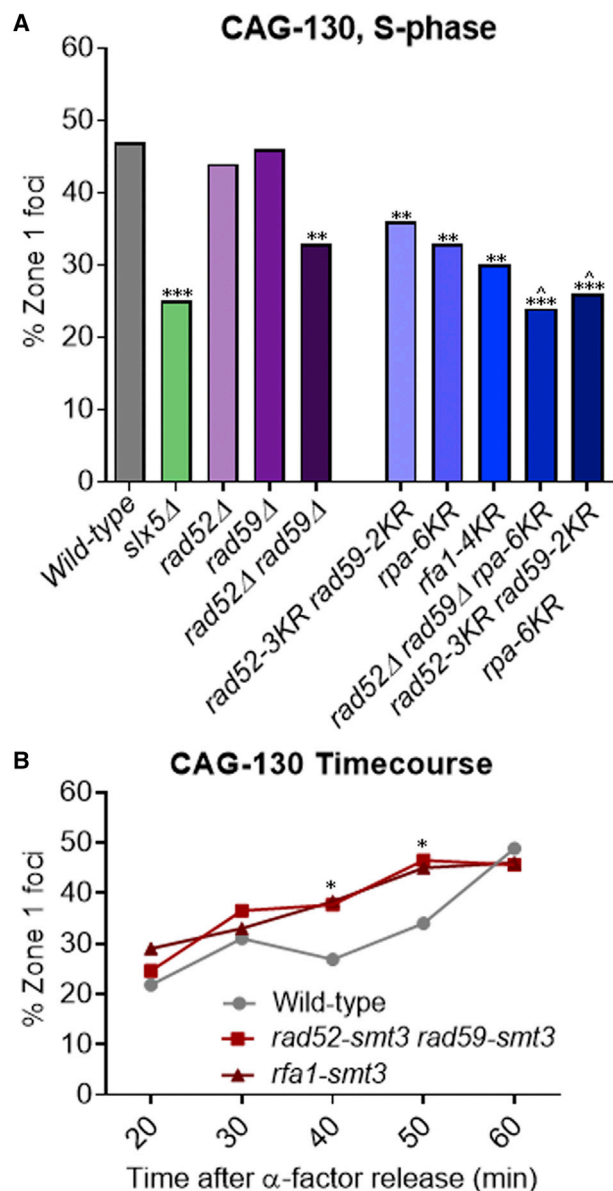 A
CAG-130, S-phase
% Zone 1 foci
60
50
40
30
20
10
0
***
**
**
**
**
^
***
^
***
Wild-type
slx5Δ
rad52Δ
rad59Δ
rad52Δ rad59Δ
rad52-3KR rad59-2KR
rpa-6KR
rfa1-4KR
rad52Δ rad59Δ rpa-6KR
rad52-3KR rad59-2KR
rpa-6KR
B
CAG-130 Timecourse
% Zone 1 foci
60
50
40
30
20
10
0
*
*
Wild-type
rad52-smt3 rad59-smt3
rfa1-smt3
20
30
40
50
60
Time after α-factor release (min)